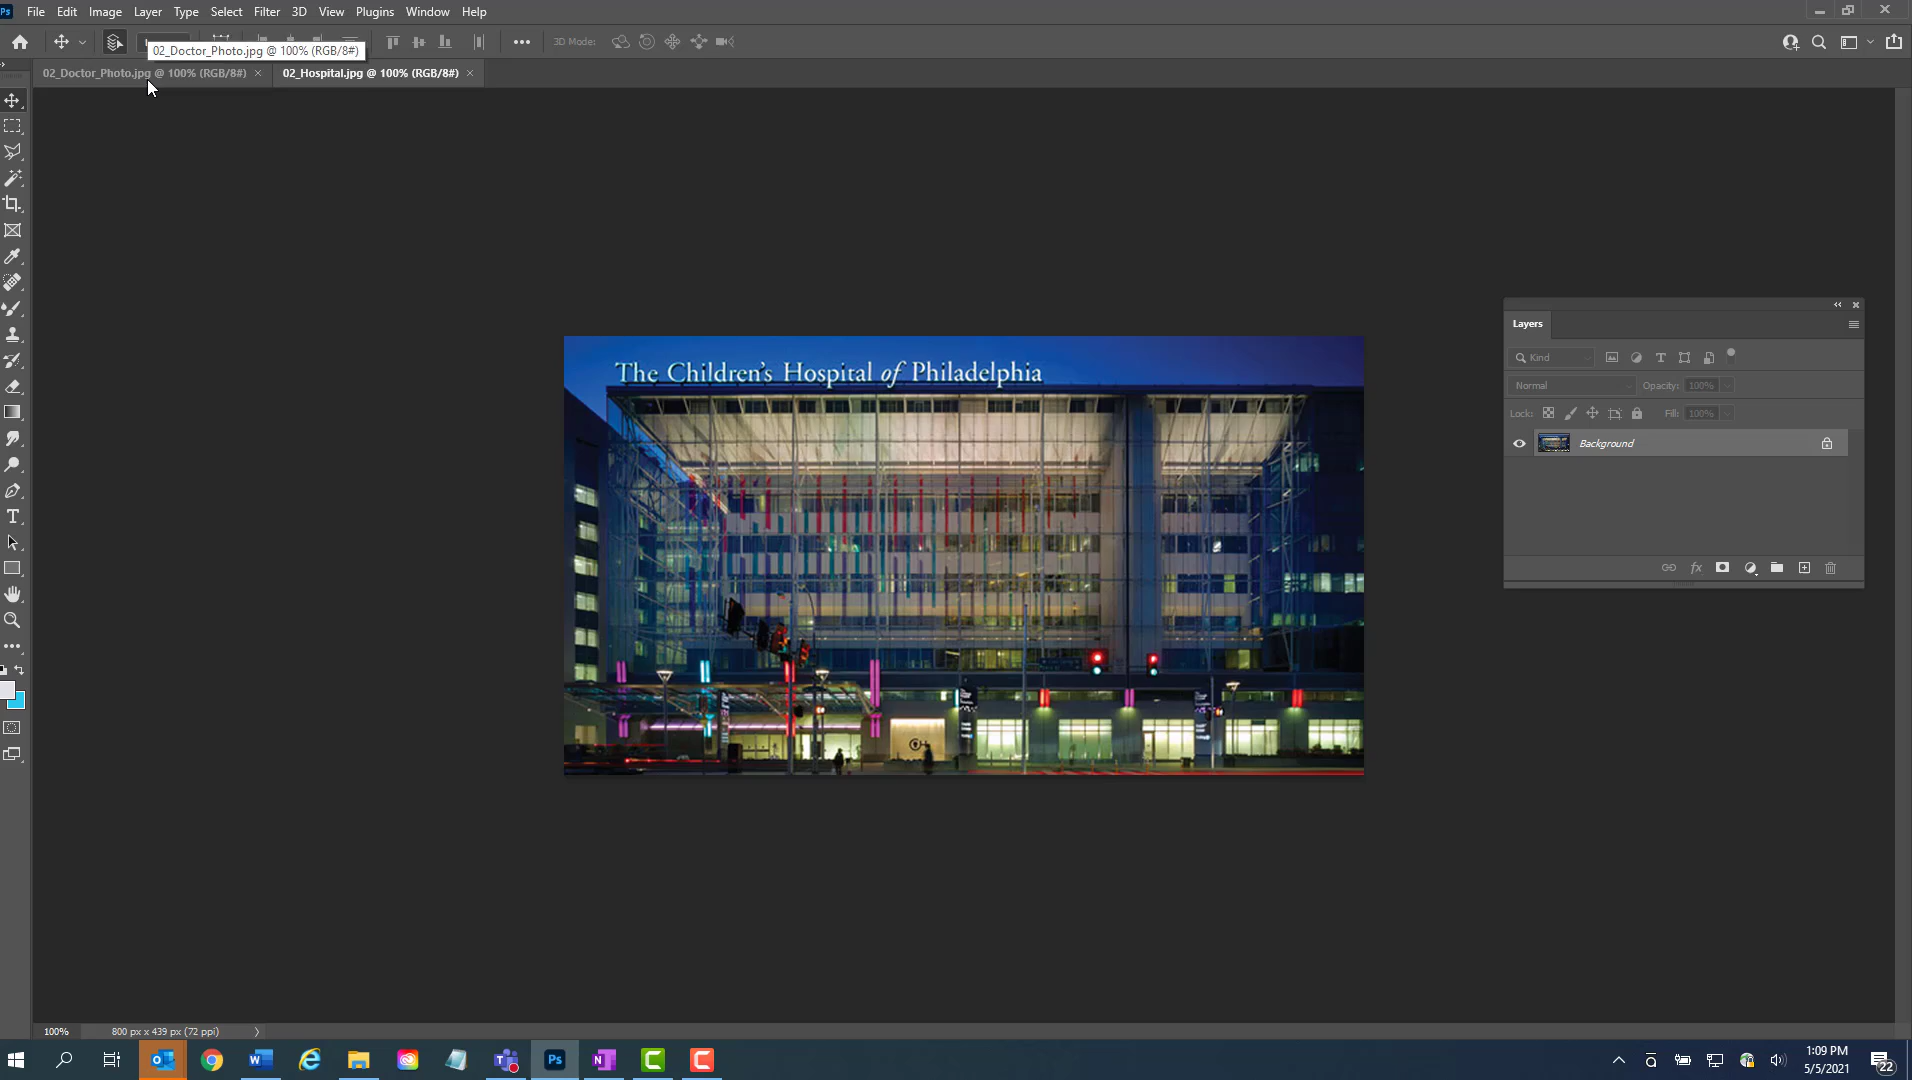 Ps File Edit Image Layer Type Select Filter 3D View Plugins Window Help
3D Mode:
02_Doctor_Photo.jpg @ 100% (RGB/8#)
02_Doctor_Photo.jpg @ 100% (RGB/8#) × 02_Hospital.jpg @ 100% (RGB/8#) ×
The Children's Hospital of Philadelphia
Layers
Kind
Normal Opacity: 100%
Lock: Fill: 100%
Background
fx
100% 800 px x 439 px (72 ppi)
1:09 PM
5/5/2021
22